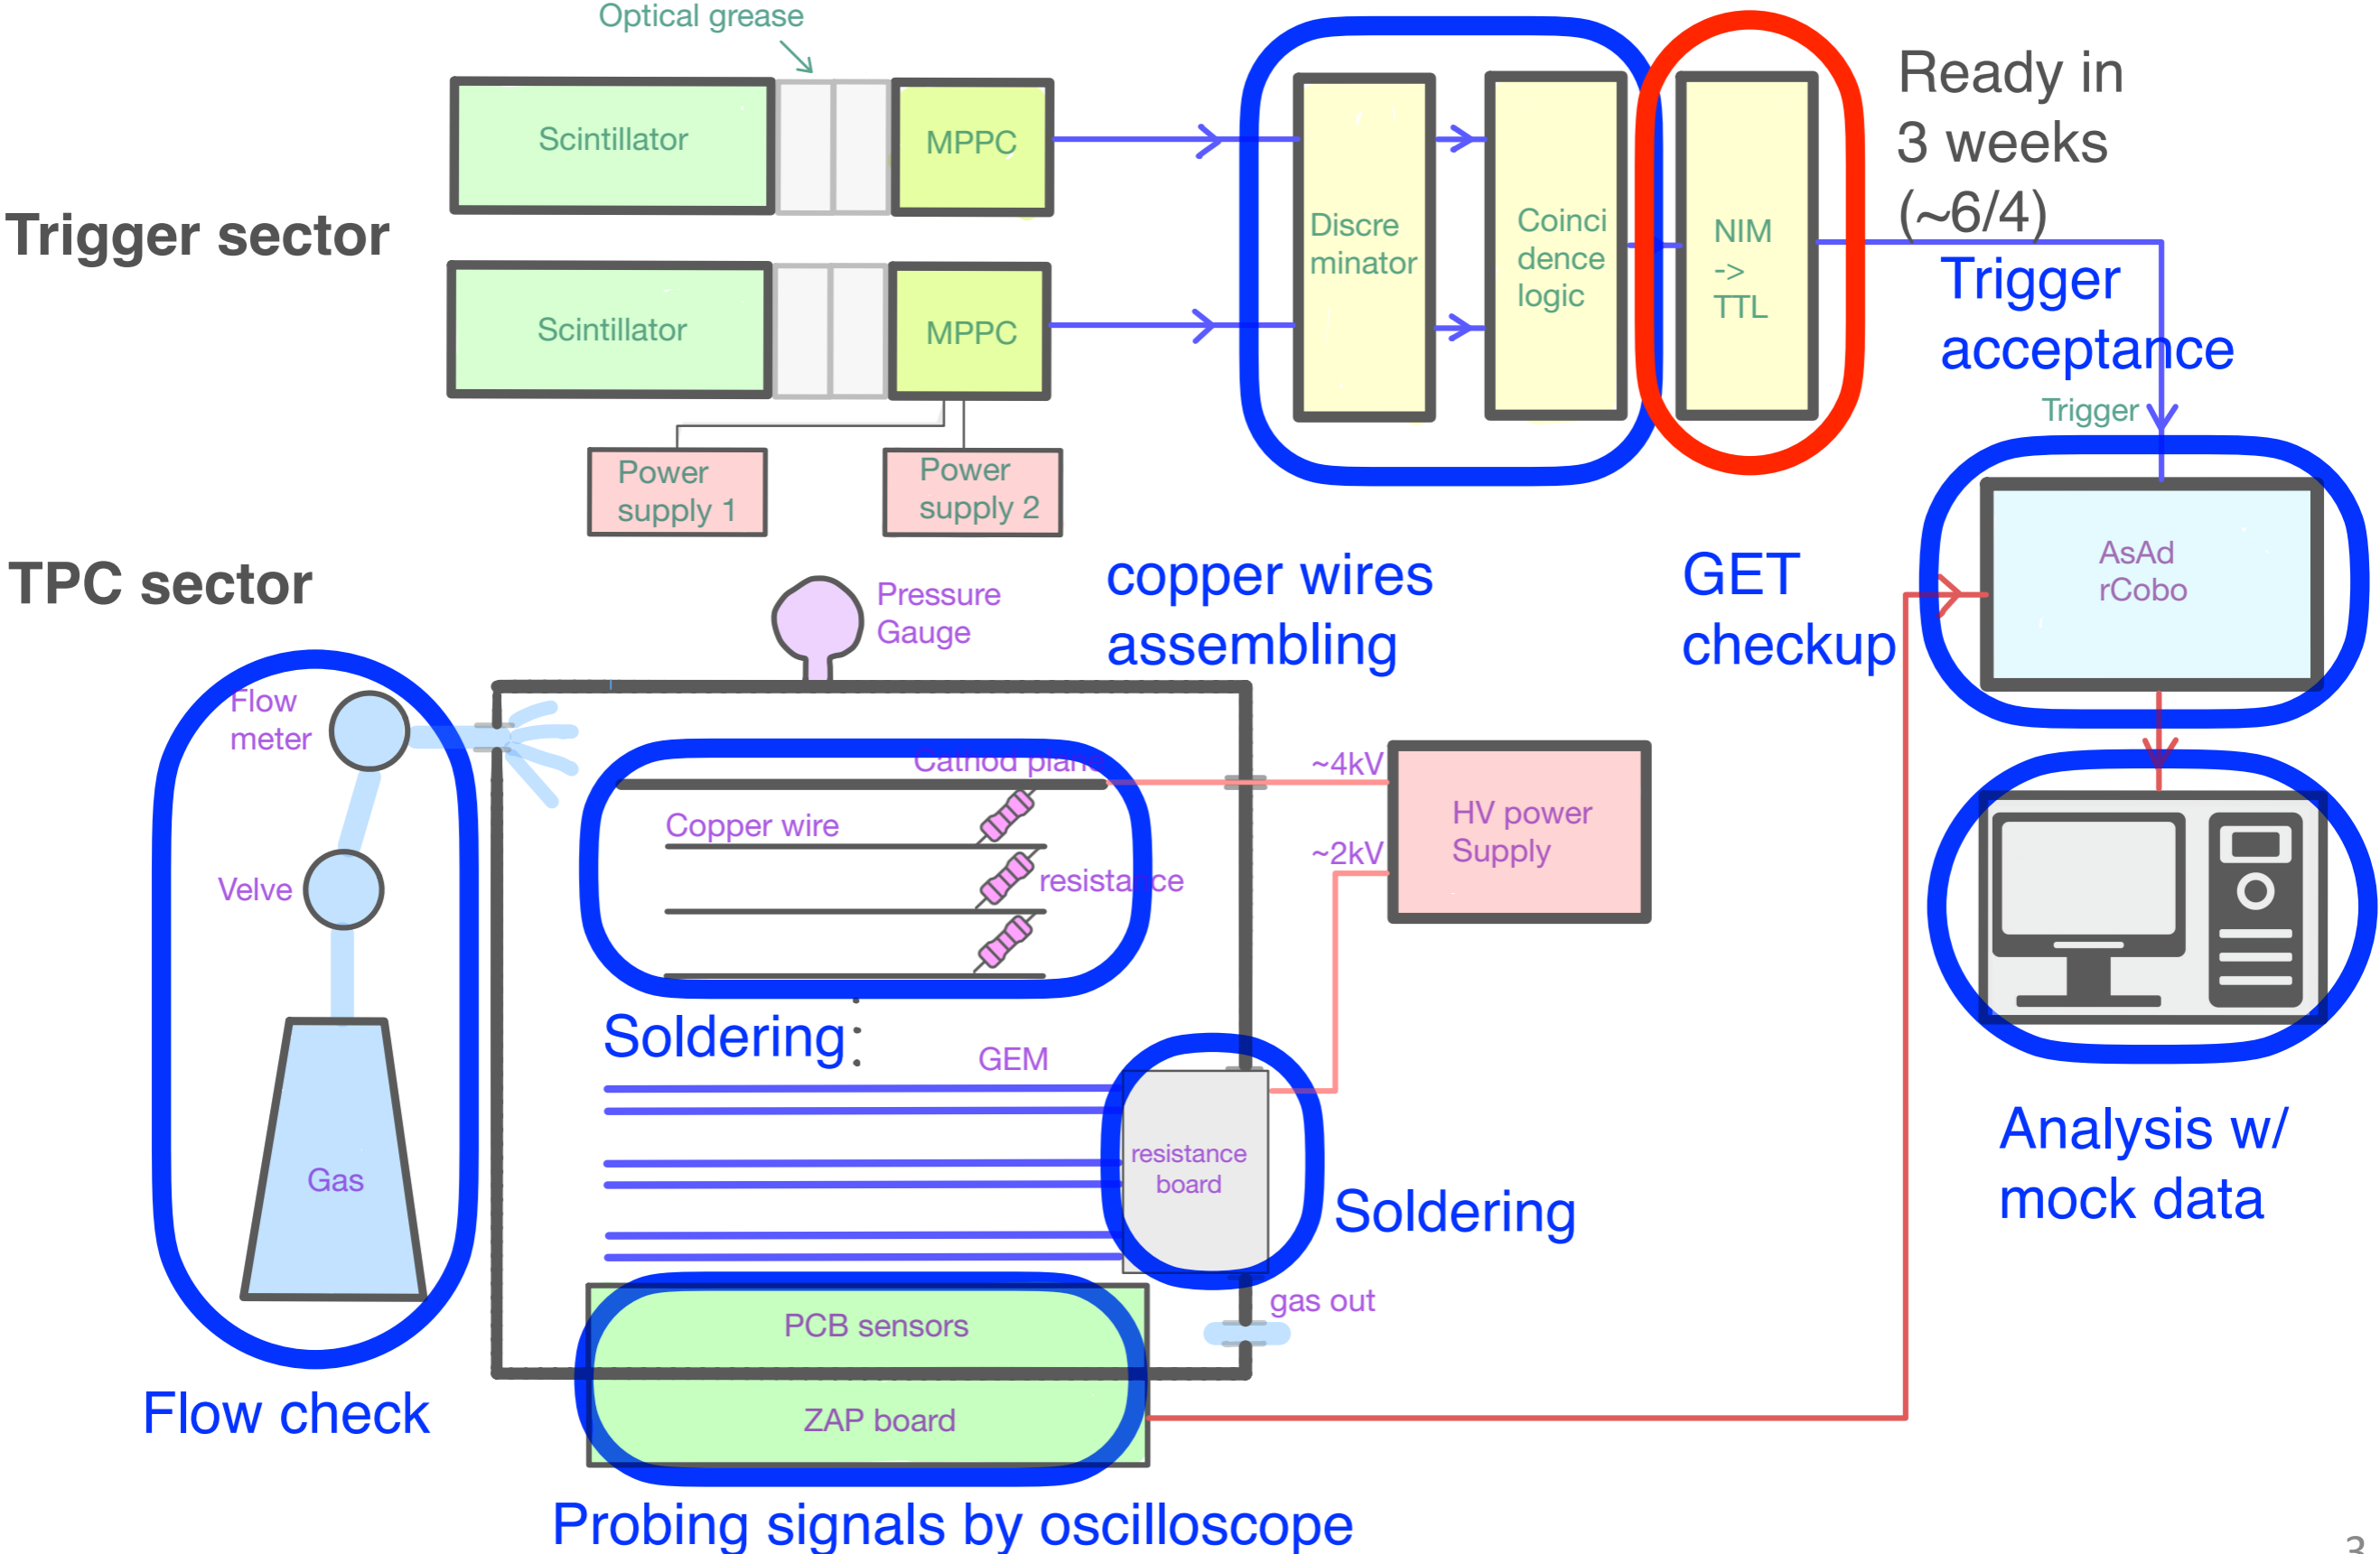 Optical grease
Scintillator
MPPC
Trigger sector
Scintillator
MPPC
Power
supply 1
Power
supply 2
Discre
minator
Coinci
dence
logic
NIM
->
TTL
Ready in
3 weeks
(~6/4)
Trigger
acceptance
Trigger
AsAd
rCobo
GET
checkup
copper wires
assembling
TPC sector
Pressure
Gauge
Flow
meter
Velve
Gas
Flow check
Cathod plane
Copper wire
resistance
Soldering
~4kV
~2kV
HV power
Supply
GEM
resistance
board
Soldering
gas out
PCB sensors
ZAP board
Probing signals by oscilloscope
Analysis w/
mock data
3